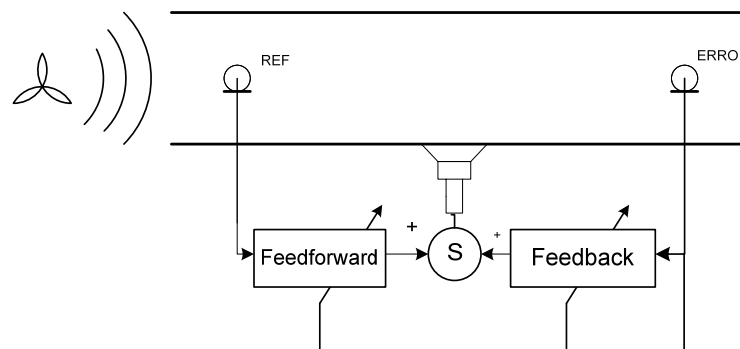 REF
ERRO
+
+
S
Feedforward
Feedback